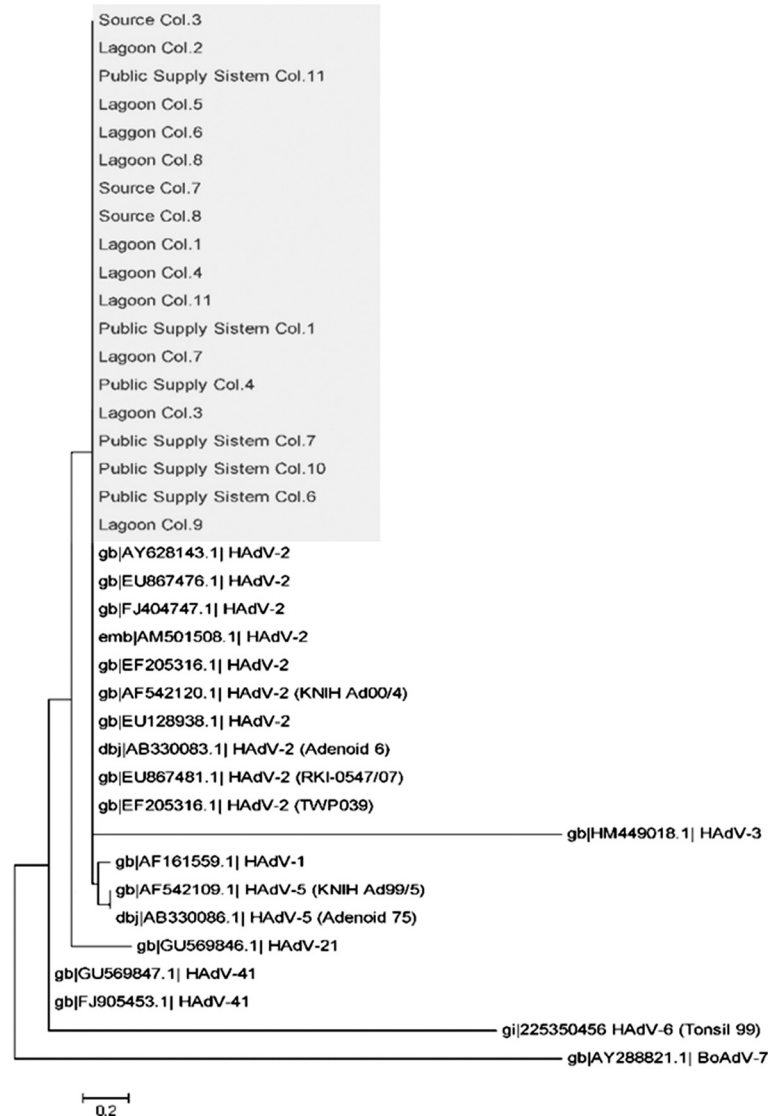 Source Col.3
Lagoon Col.2
Public Supply Sistem Col.11
Lagoon Col.5
Laggon Col.6
Lagoon Col.8
Source Col.7
Source Col.8
Lagoon Col.1
Lagoon Col.4
Lagoon Col.11
Public Supply Sistem Col.1
Lagoon Col.7
Public Supply Col.4
Lagoon Col.3
Public Supply Sistem Col.7
Public Supply Sistem Col.10
Public Supply Sistem Col.6
Lagoon Col.9
gb|AY628143.1| HAdV-2
gb|EU867476.1| HAdV-2
gb|FJ404747.1| HAdV-2
emb|AM501508.1| HAdV-2
gb|EF205316.1| HAdV-2
gb|AF542120.1| HAdV-2 (KNIH Ad00/4)
gb|EU128938.1| HAdV-2
dbj|AB330083.1| HAdV-2 (Adenoid 6)
gb|EU867481.1| HAdV-2 (RKI-0547/07)
gb|EF205316.1| HAdV-2 (TWP039)
gb|HM449018.1| HAdV-3
gb|AF161559.1| HAdV-1
gb|AF542109.1| HAdV-5 (KNIH Ad99/5)
dbj|AB330086.1| HAdV-5 (Adenoid 75)
gb|GU569846.1| HAdV-21
gb|GU569847.1| HAdV-41
gb|FJ905453.1| HAdV-41
gi|225350456 HAdV-6 (Tonsil 99)
gb|AY288821.1| BoAdV-7
0.2